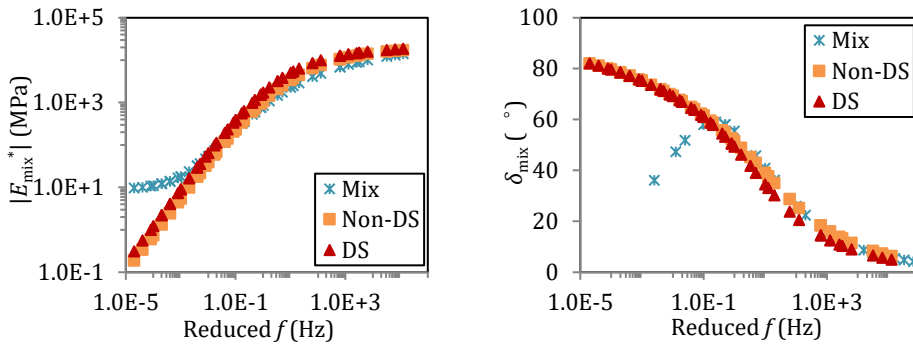 1.0E+5
1.0E+3
1.0E+1
1.0E-1
|E*mix| (MPa)
1.0E-5
1.0E-1
1.0E+3
Reduced f (Hz)
Mix
Non-DS
DS
100
80
60
40
20
0
δmix ( °)
1.0E-5
1.0E-1
1.0E+3
Reduced f (Hz)
Mix
Non-DS
DS